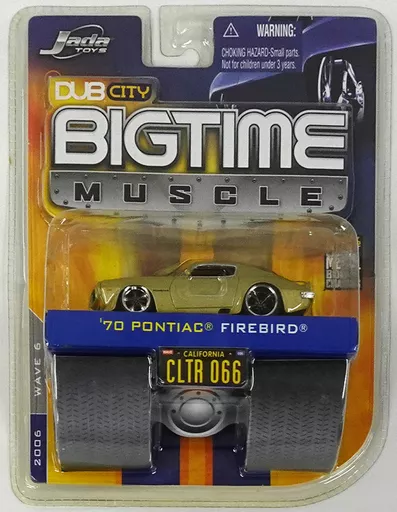 Jada
TOYS
WARNING:
CHOKING HAZARD-Small parts.
Not for children under 3 years.
DUB CITY
BIGTIME
MUSCLE
'70 PONTIAC® FIREBIRD®
CALIFORNIA
CLTR 066
2006 WAVE 6